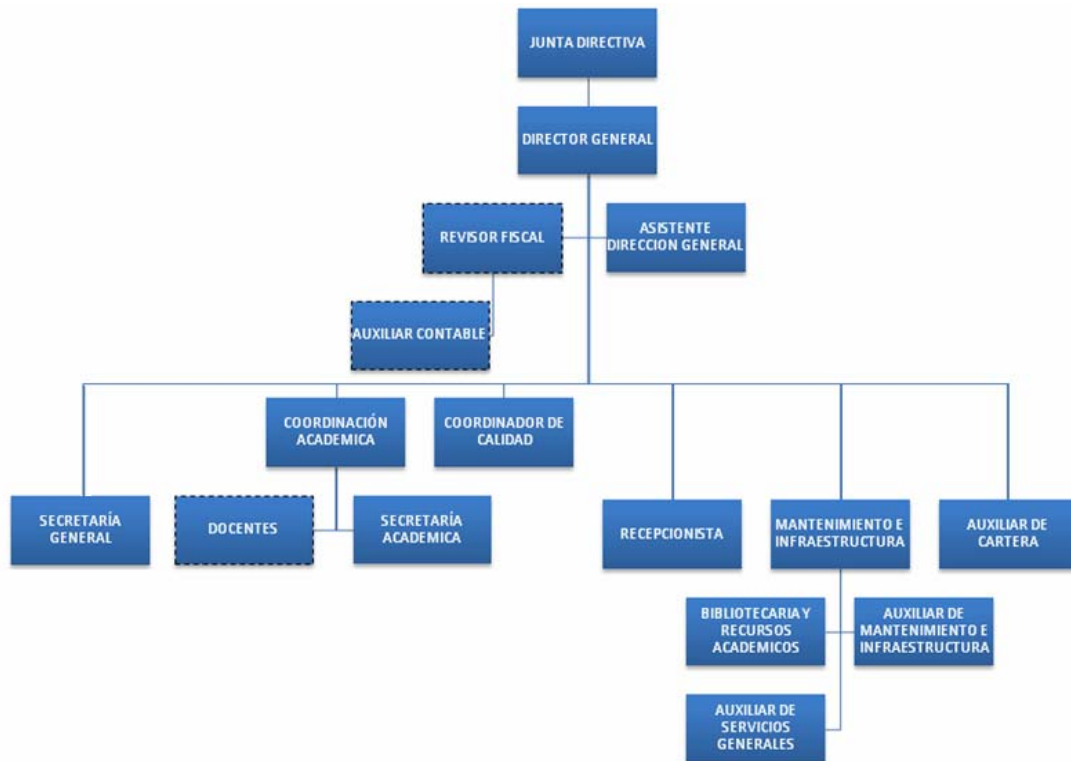 JUNTA DIRECTIVA
DIRECTOR GENERAL
REVISOR FISCAL
ASISTENTE
DIRECCION GENERAL
AUXILIAR CONTABLE
COORDINACIÓN
ACADEMICA
COORDINADOR DE
CALIDAD
SECRETARÍA
GENERAL
DOCENTES
SECRETARÍA
ACADEMICA
RECEPCIONISTA
MANTENIMIENTO E
INFRAESTRUCTURA
AUXILIAR DE
CARTERA
BIBLIOTECARIA Y
RECURSOS
ACADEMICOS
AUXILIAR DE
MANTENIMIENTO E
INFRAESTRUCTURA
AUXILIAR DE
SERVICIOS
GENERALES